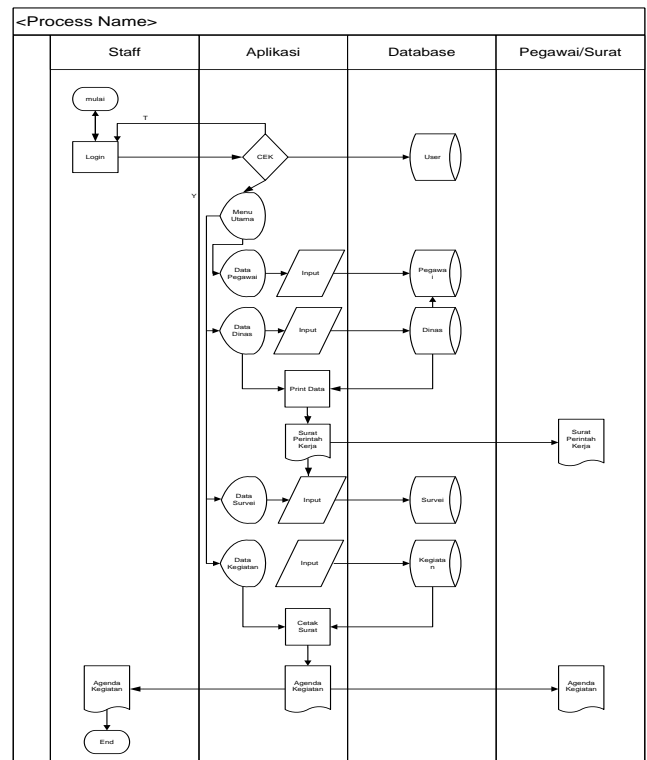 <Process Name>
Staff
Aplikasi
Database
Pegawai/Surat
mulai
T
Login
CEK
User
Y
Menu
Utama
Data
Pegawai
Input
Pegawa
i
Data
Dinas
Input
Dinas
Print Data
Surat
Perintah
Kerja
Surat
Perintah
Kerja
Data
Survei
Input
Survei
Data
Kegiatan
Input
Kegiata
n
Cetak
Surat
Agenda
Kegiatan
Agenda
Kegiatan
Agenda
Kegiatan
End